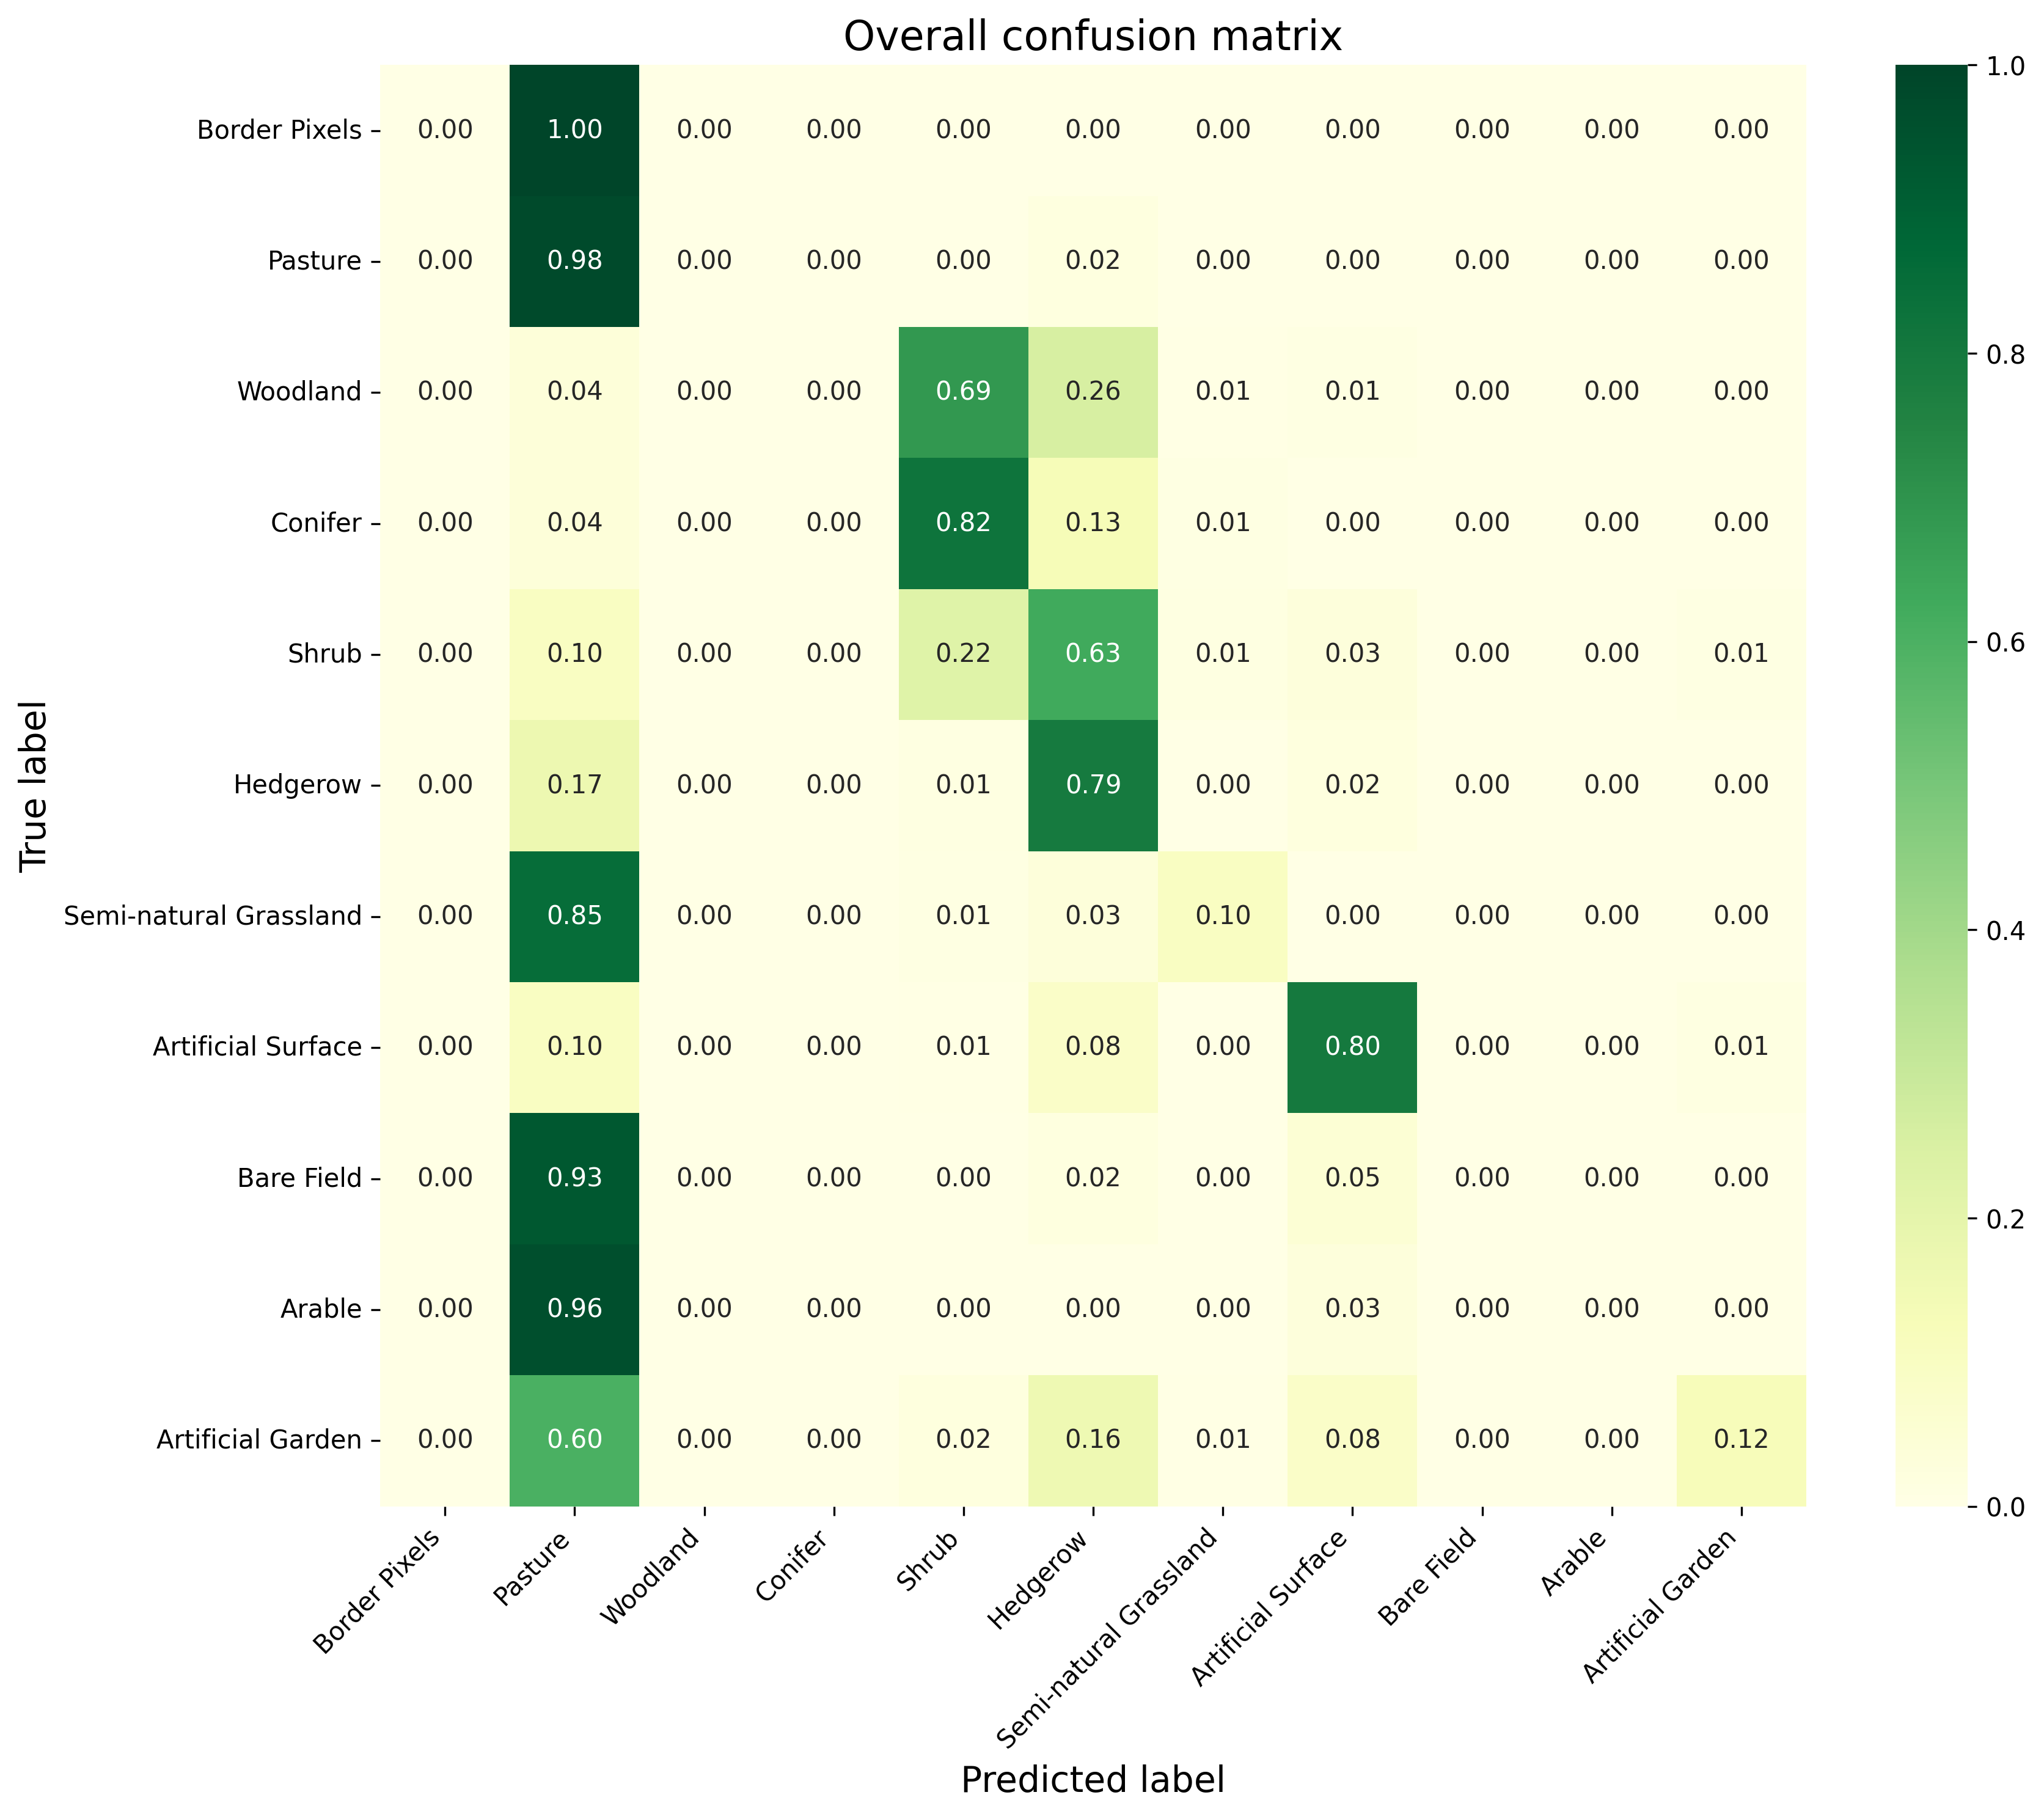 Overall confusion matrix
True label
Border Pixels 0.00 1.00 0.00 0.00 0.00 0.00 0.00 0.00 0.00 0.00 0.00
Pasture 0.00 0.98 0.00 0.00 0.00 0.02 0.00 0.00 0.00 0.00 0.00
Woodland 0.00 0.04 0.00 0.00 0.69 0.26 0.01 0.01 0.00 0.00 0.00
Conifer 0.00 0.04 0.00 0.00 0.82 0.13 0.01 0.00 0.00 0.00 0.00
Shrub 0.00 0.10 0.00 0.00 0.22 0.63 0.01 0.03 0.00 0.00 0.01
Hedgerow 0.00 0.17 0.00 0.00 0.01 0.79 0.00 0.02 0.00 0.00 0.00
Semi-natural Grassland 0.00 0.85 0.00 0.00 0.01 0.03 0.10 0.00 0.00 0.00 0.00
Artificial Surface 0.00 0.10 0.00 0.00 0.01 0.08 0.00 0.80 0.00 0.00 0.01
Bare Field 0.00 0.93 0.00 0.00 0.00 0.02 0.00 0.05 0.00 0.00 0.00
Arable 0.00 0.96 0.00 0.00 0.00 0.00 0.00 0.03 0.00 0.00 0.00
Artificial Garden 0.00 0.60 0.00 0.00 0.02 0.16 0.01 0.08 0.00 0.00 0.12
Border Pixels
Pasture
Woodland
Conifer
Shrub
Hedgerow
Semi-natural Grassland
Artificial Surface
Bare Field
Arable
Artificial Garden
Predicted label
1.0
0.8
0.6
0.4
0.2
0.0